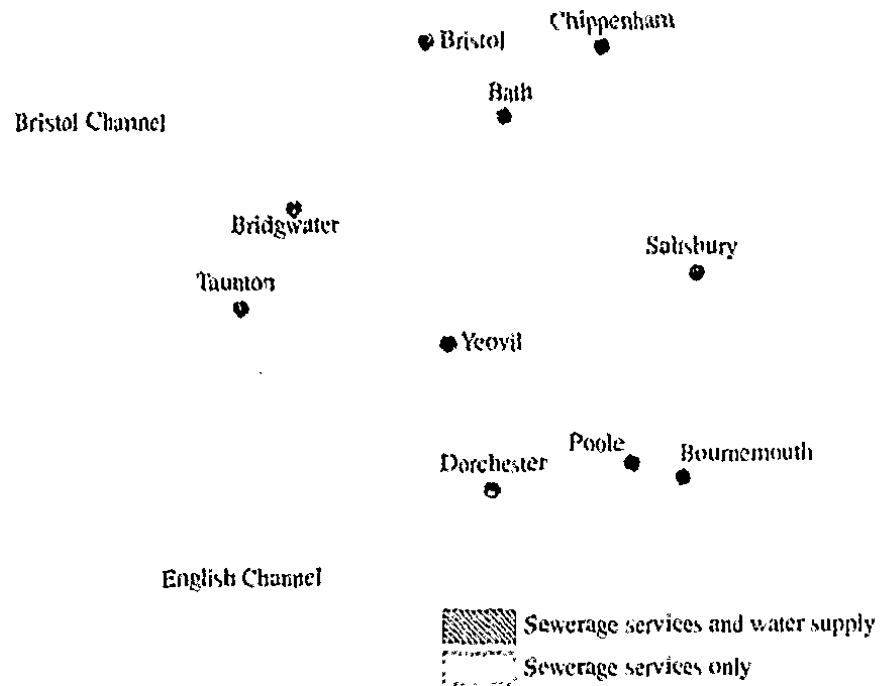 Chippenham
Bristol
Bath
Bristol Channel
Bridgwater
Salisbury
Taunton
Yeovil
Poole
Bournemouth
Dorchester
English Channel
Sewerage services and water supply
Sewerage services only